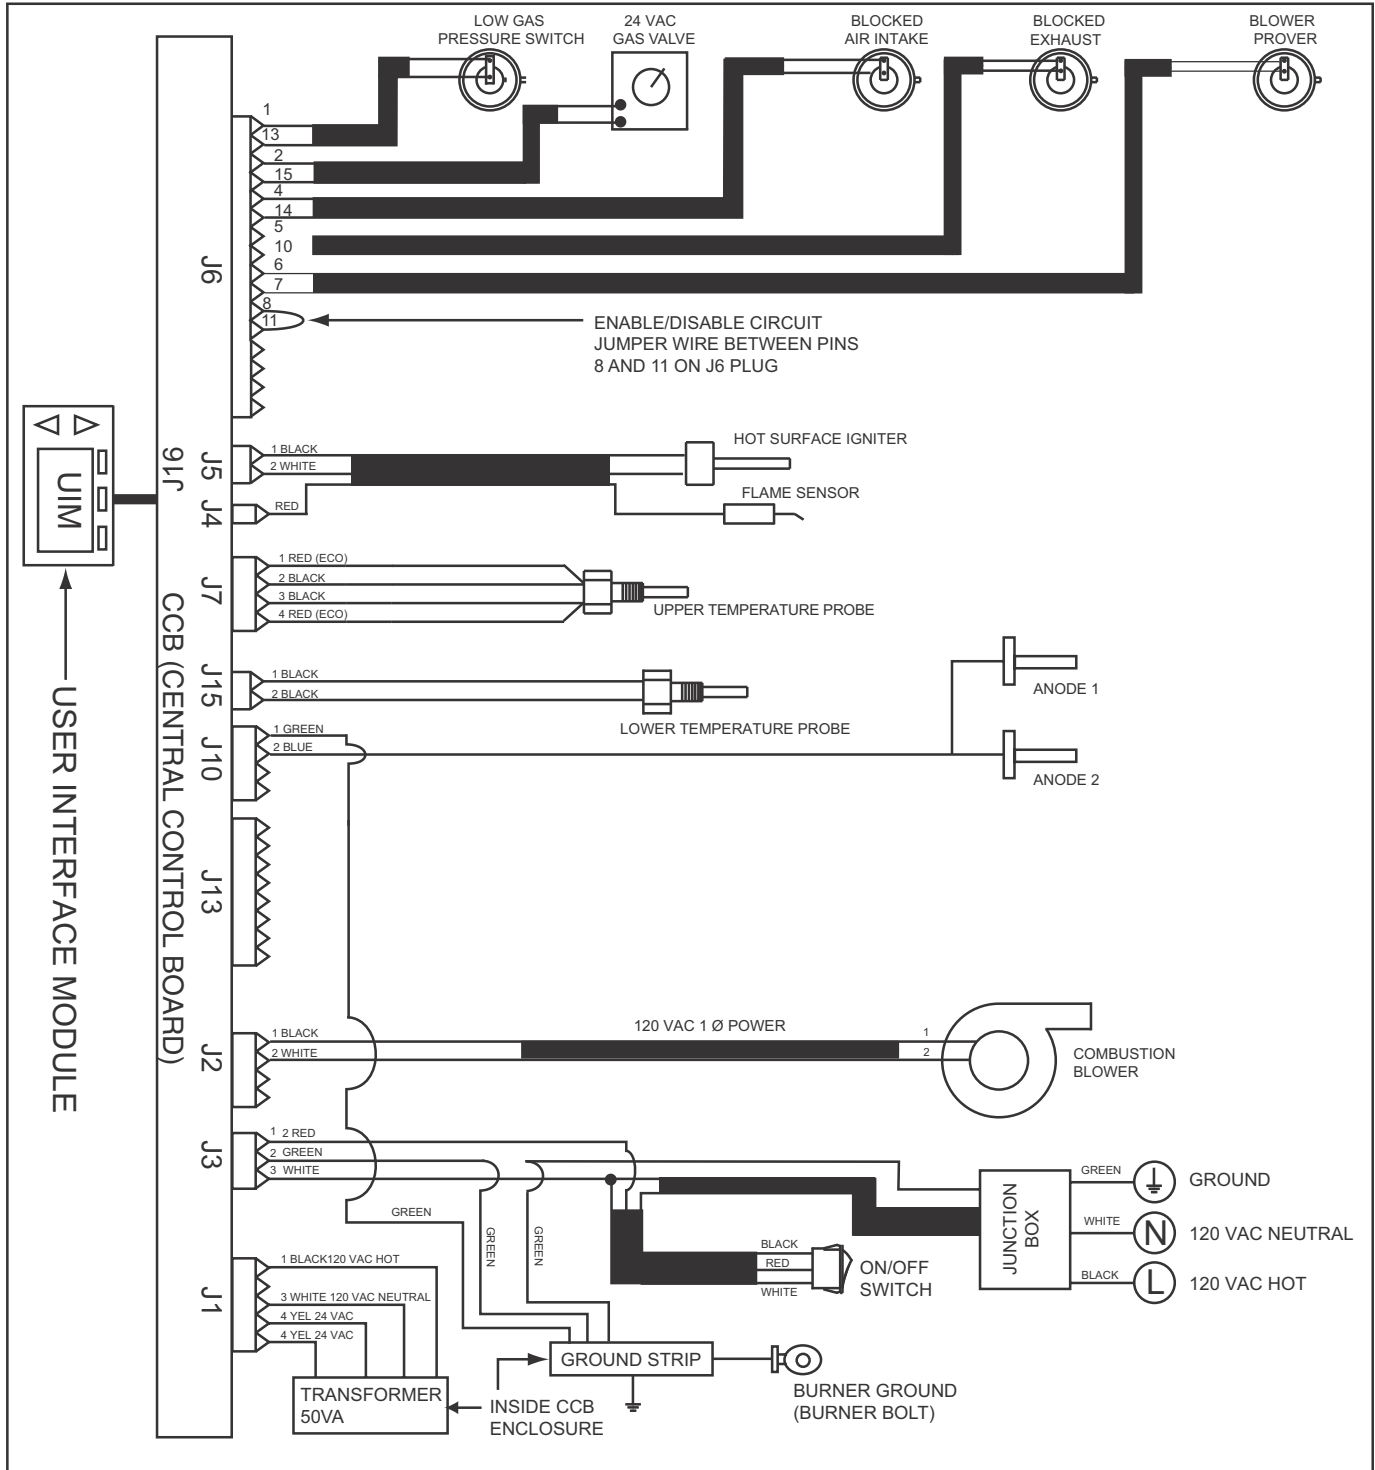 LOW GAS
PRESSURE SWITCH
24 VAC
GAS VALVE
BLOCKED
AIR INTAKE
BLOCKED
EXHAUST
BLOWER
PROVER
1
13
2
15
4
14
5
10
6
7
8
11
J6
ENABLE/DISABLE CIRCUIT
JUMPER WIRE BETWEEN PINS
8 AND 11 ON J6 PLUG
UIM
USER INTERFACE MODULE
J16
CCB (CENTRAL CONTROL BOARD)
J5
1 BLACK
2 WHITE
HOT SURFACE IGNITER
J4
RED
FLAME SENSOR
J7
1 RED (ECO)
2 BLACK
3 BLACK
4 RED (ECO)
UPPER TEMPERATURE PROBE
J15
1 BLACK
2 BLACK
LOWER TEMPERATURE PROBE
ANODE 1
J10
1 GREEN
2 BLUE
ANODE 2
J13
J2
1 BLACK
2 WHITE
120 VAC 1 Ø POWER
1
2
COMBUSTION
BLOWER
J3
1 2 RED
2 GREEN
3 WHITE
GREEN
GREEN
GREEN
BLACK
RED
WHITE
ON/OFF
SWITCH
JUNCTION
BOX
GREEN
GROUND
WHITE
N
120 VAC NEUTRAL
BLACK
L
120 VAC HOT
J1
1 BLACK120 VAC HOT
3 WHITE 120 VAC NEUTRAL
4 YEL 24 VAC
4 YEL 24 VAC
TRANSFORMER
50VA
GROUND STRIP
INSIDE CCB
ENCLOSURE
BURNER GROUND
(BURNER BOLT)